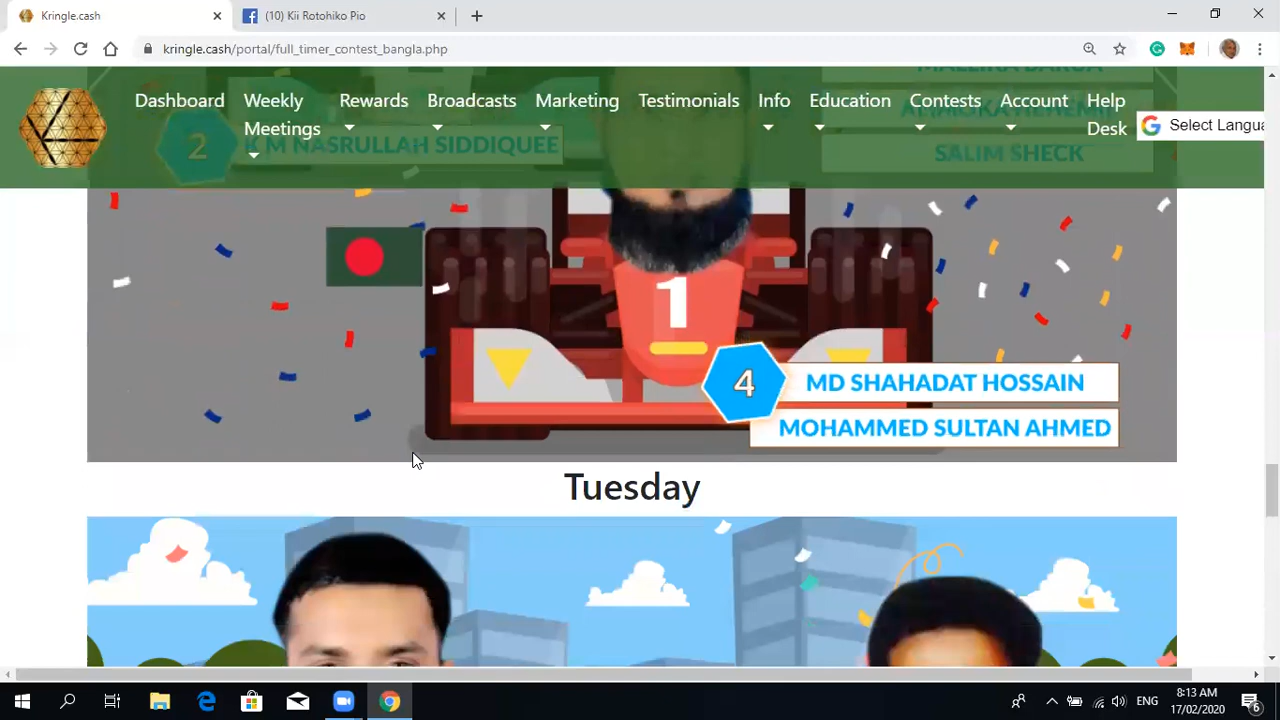 Kringle.cash
(10) Kii Rotohiko Pio
kringle.cash/portal/full_timer_contest_bangla.php
Dashboard
Weekly Meetings
Rewards
Broadcasts
Marketing
Testimonials
Info
Education
Contests
Account
Help Desk
Select Langua
2
K M NASRULLAH SIDDIQUEE
SALIM SHECK
1
4
MD SHAHADAT HOSSAIN
MOHAMMED SULTAN AHMED
Tuesday
ENG
8:13 AM
17/02/2020
6